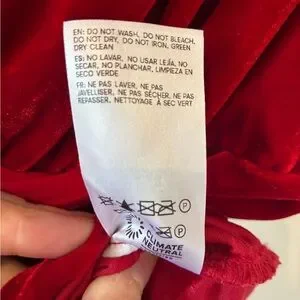 EN: DO NOT WASH, DO NOT BLEACH,
DO NOT DRY, DO NOT IRON, GREEN
DRY CLEAN
ES: NO LAVAR, NO USAR LEJÍA, NO
SECAR, NO PLANCHAR, LIMPIEZA EN
SECO VERDE
FR: NE PAS LAVER, NE PAS
JAVELLISER, NE PAS SÉCHER, NE PAS
REPASSER, NETTOYAGE À SEC VERT
P P
CLIMATE
NEUTRAL